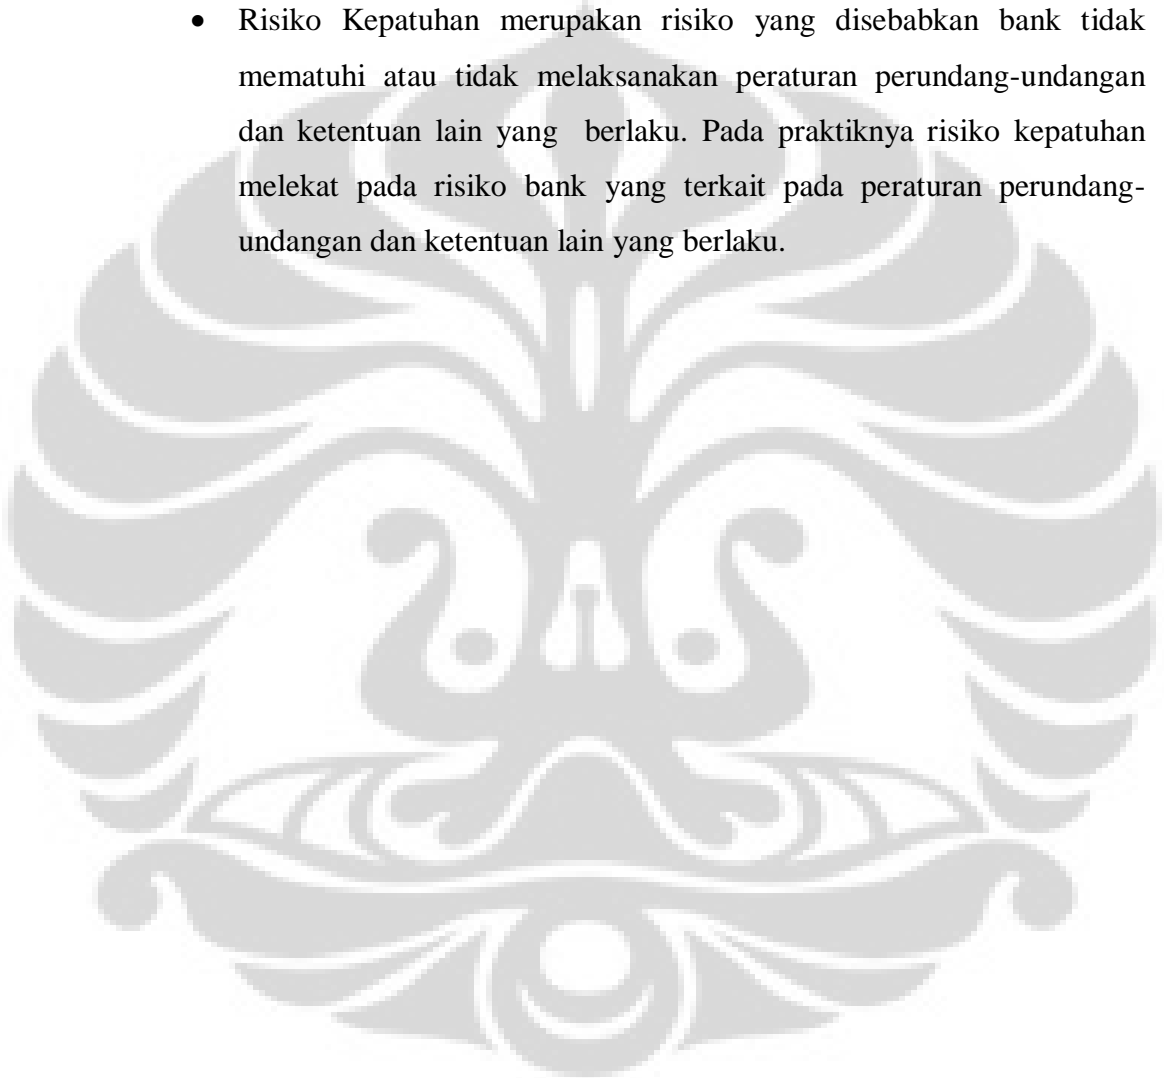 • Risiko Kepatuhan merupakan risiko yang disebabkan bank tidak
mematuhi atau tidak melaksanakan peraturan perundang-undangan
dan ketentuan lain yang berlaku. Pada praktiknya risiko kepatuhan
melekat pada risiko bank yang terkait pada peraturan perundang-
undangan dan ketentuan lain yang berlaku.